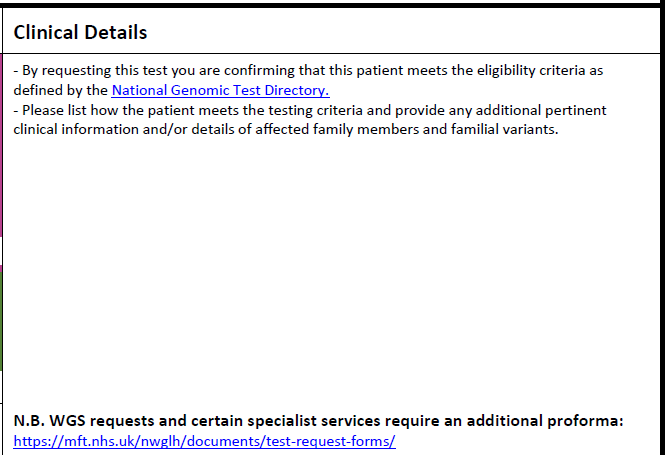 Clinical Details
- By requesting this test you are confirming that this patient meets the eligibility criteria as
defined by the National Genomic Test Directory.
- Please list how the patient meets the testing criteria and provide any additional pertinent
clinical information and/or details of affected family members and familial variants.
N.B. WGS requests and certain specialist services require an additional proforma:
https://mft.nhs.uk/nwglh/documents/test-request-forms/